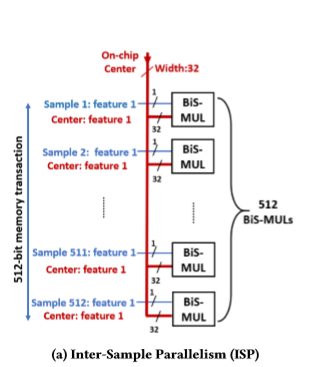 On-chip
Center
Width:32
1
Sample 1: feature 1
Center: feature 1
32
BiS-
MUL
1
Sample 2: feature 1
Center: feature 1
32
BiS-
MUL
512-bit memory transaction
512
BiS-MULs
1
Sample 511: feature 1
Center: feature 1
32
BiS-
MUL
1
Sample 512: feature 1
Center: feature 1
32
BiS-
MUL
(a) Inter-Sample Parallelism (ISP)